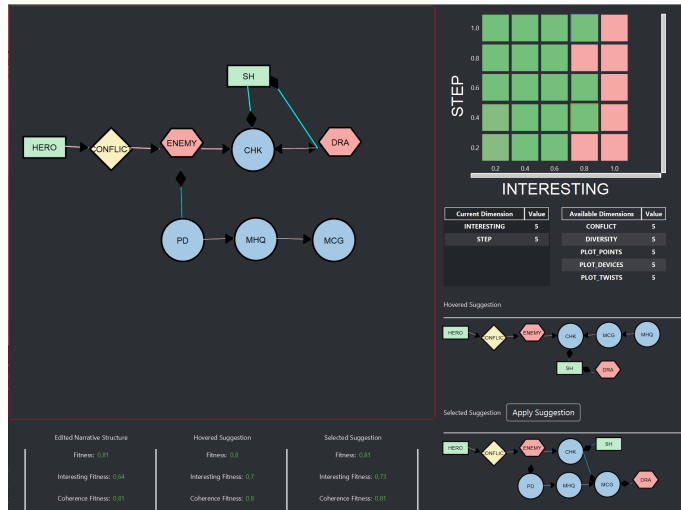 SH
HERO
CONFLIC
ENEMY
CHK
DRA
PD
MHQ
MCG
STEP
1.0
0.8
0.6
0.4
0.2
0.2 0.4 0.6 0.8 1.0
INTERESTING
Current Dimension Value
INTERESTING 5
STEP 5
Available Dimensions Value
CONFLICT 5
DIVERSITY 5
PLOT_POINTS 5
PLOT_DEVICES 5
PLOT_TWISTS 5
Hovered Suggestion
HERO
CONFLIC
ENEMY
CHK
MCG
MHQ
SH
DRA
Selected Suggestion Apply Suggestion
HERO
CONFLIC
ENEMY
CHK
SH
PD
MHQ
MCG
DRA
Edited Narrative Structure
Fitness: 0,81
Interesting Fitness: 0,64
Coherence Fitness: 0,81
Hovered Suggestion
Fitness: 0,8
Interesting Fitness: 0,7
Coherence Fitness: 0,8
Selected Suggestion
Fitness: 0,81
Interesting Fitness: 0,73
Coherence Fitness: 0,81